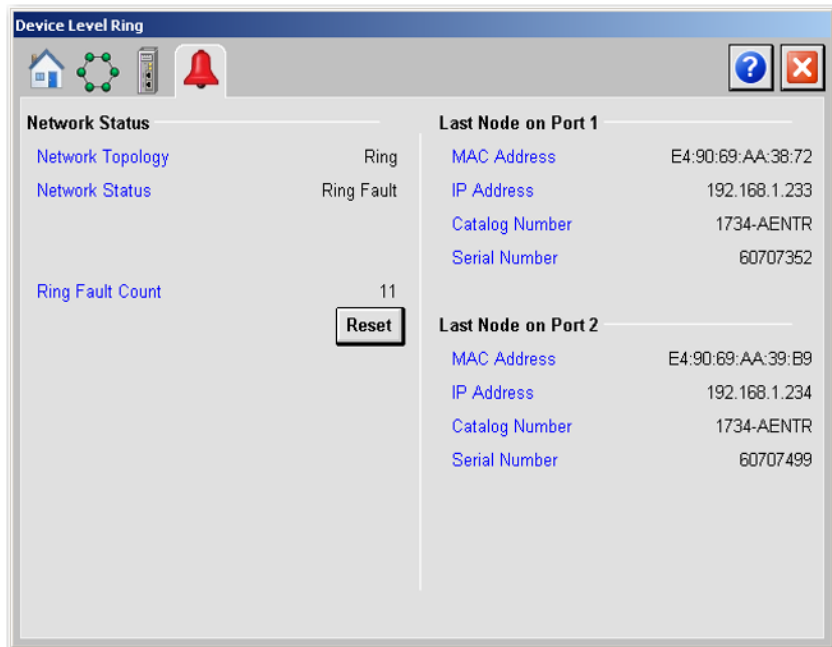 Device Level Ring
?
Network Status
Network Topology Ring
Network Status Ring Fault
Ring Fault Count 11
Reset
Last Node on Port 1
MAC Address E4:90:69:AA:38:72
IP Address 192.168.1.233
Catalog Number 1734-AENTR
Serial Number 60707352
Last Node on Port 2
MAC Address E4:90:69:AA:39:B9
IP Address 192.168.1.234
Catalog Number 1734-AENTR
Serial Number 60707499